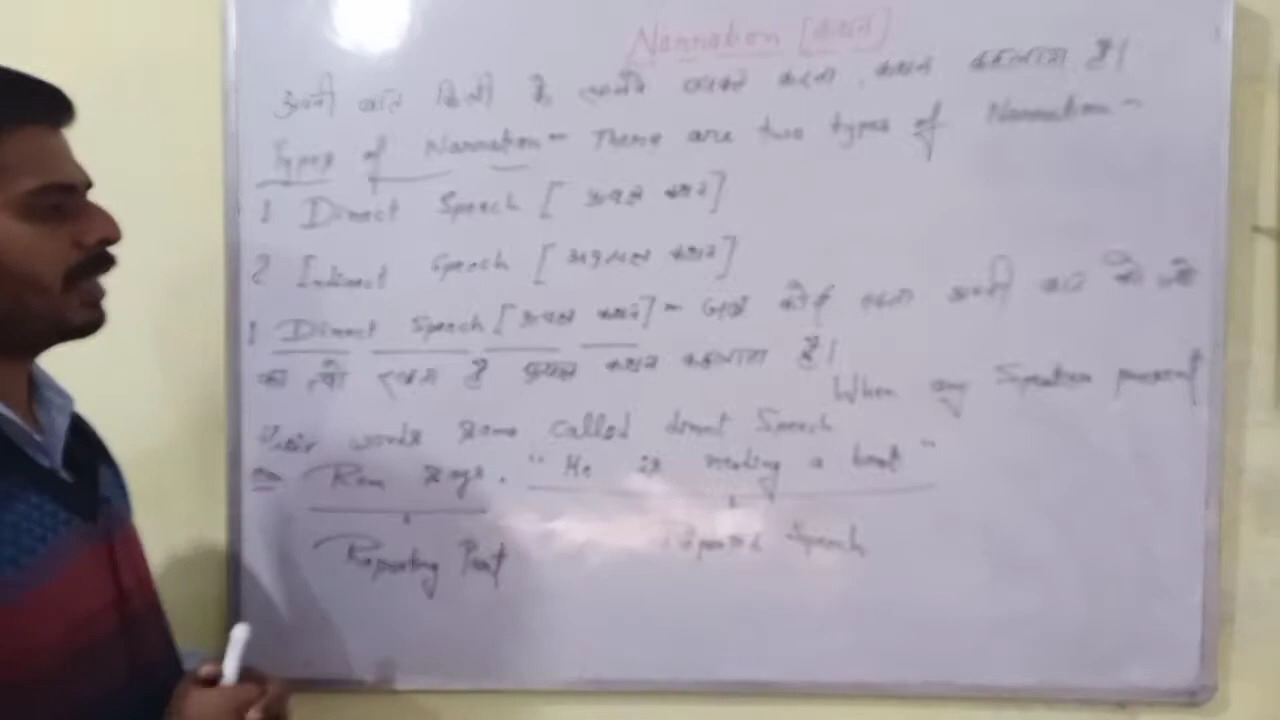 Narration [कथन]
अपनी बात किसी के सामने व्यक्त करना, कथन कहलाता है।
Types of Narration - There are two types of Narration -
1 Direct Speech [प्रत्यक्ष कथन]
2 Indirect Speech [अप्रत्यक्ष कथन]
1 Direct Speech [प्रत्यक्ष कथन] - जब कोई वक्ता अपनी बात को ज्यों
का त्यों रखता है प्रत्यक्ष कथन कहलाता है।
When any Speaker present
their words same called direct Speech
Ram says, "He is reading a book"
Reporting Part
Reported Speech